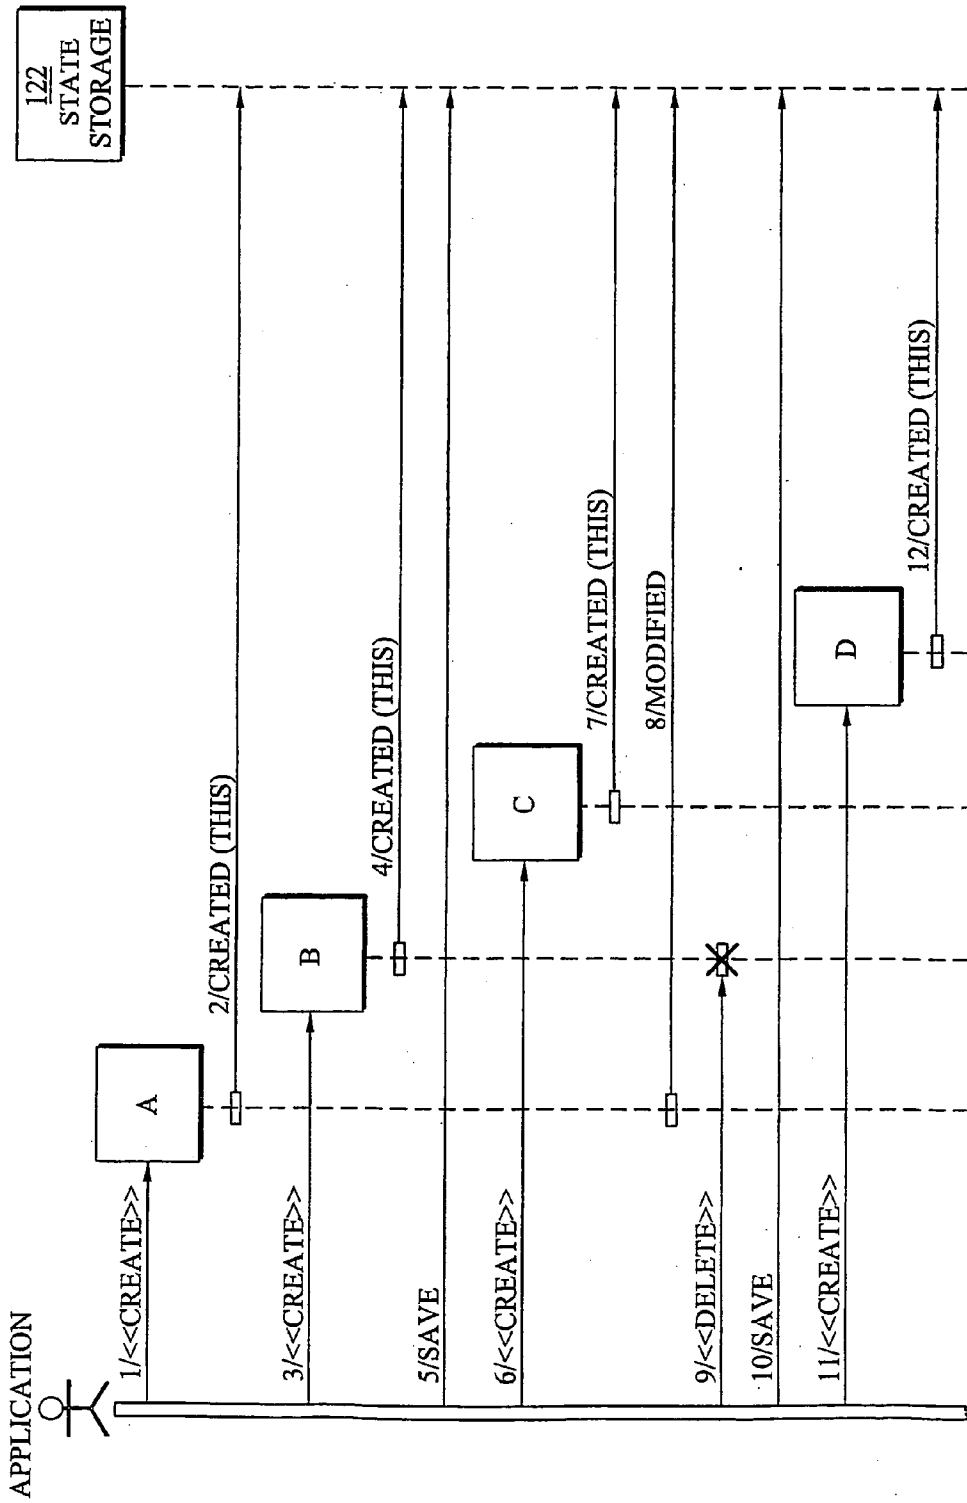 APPLICATION
122
STATE
STORAGE
1/<<CREATE>>
A
2/CREATED (THIS)
3/<<CREATE>>
B
4/CREATED (THIS)
5/SAVE
6/<<CREATE>>
C
7/CREATED (THIS)
8/MODIFIED
9/<<DELETE>>
10/SAVE
11/<<CREATE>>
D
12/CREATED (THIS)